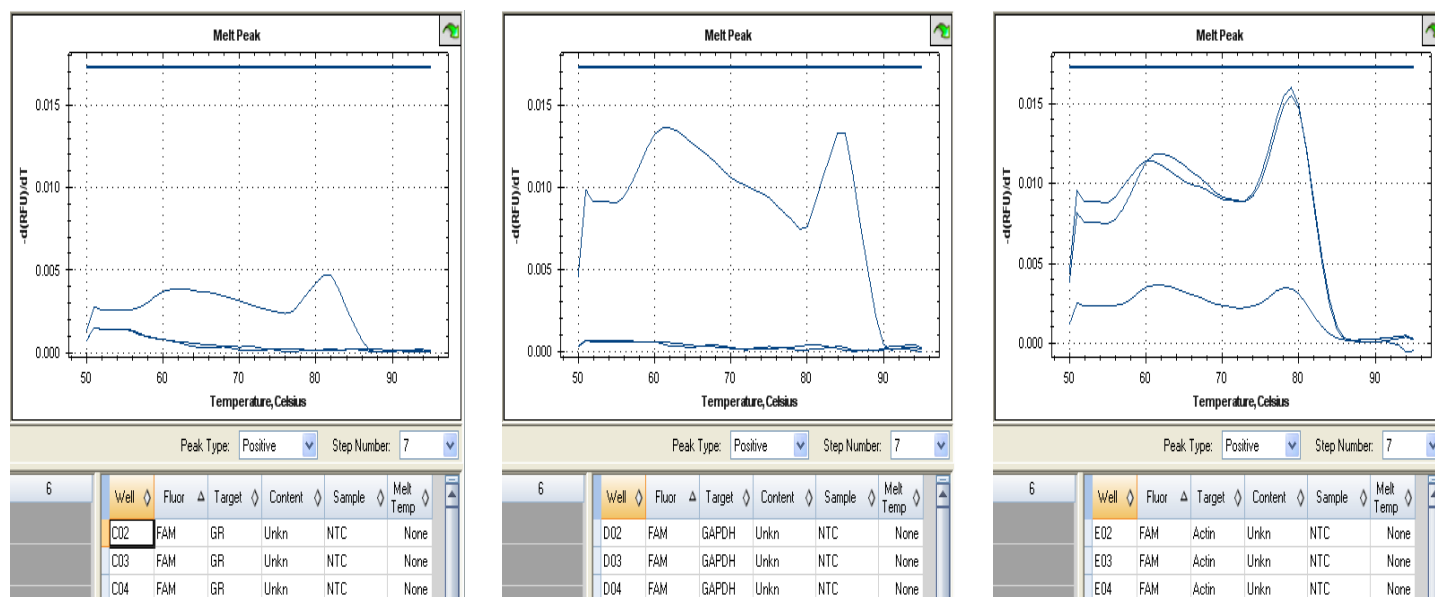 Melt Peak
-d(RFU)/dT
0.015
0.010
0.005
0.000
50 60 70 80 90
Temperature, Celsius
Peak Type: Positive Step Number: 7
6 Well Fluor Target Content Sample Melt Temp
C02 FAM GR Unkn NTC None
C03 FAM GR Unkn NTC None
C04 FAM GR Unkn NTC None
Melt Peak
-d(RFU)/dT
0.015
0.010
0.005
0.000
50 60 70 80 90
Temperature, Celsius
Peak Type: Positive Step Number: 7
6 Well Fluor Target Content Sample Melt Temp
D02 FAM GAPDH Unkn NTC None
D03 FAM GAPDH Unkn NTC None
D04 FAM GAPDH Unkn NTC None
Melt Peak
-d(RFU)/dT
0.015
0.010
0.005
0.000
50 60 70 80 90
Temperature, Celsius
Peak Type: Positive Step Number: 7
6 Well Fluor Target Content Sample Melt Temp
E02 FAM Actin Unkn NTC None
E03 FAM Actin Unkn NTC None
E04 FAM Actin Unkn NTC None